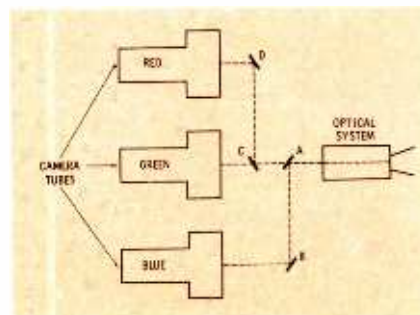 RED
D
OPTICAL
SYSTEM
C
A
CAMERA
TUBES
GREEN
B
BLUE